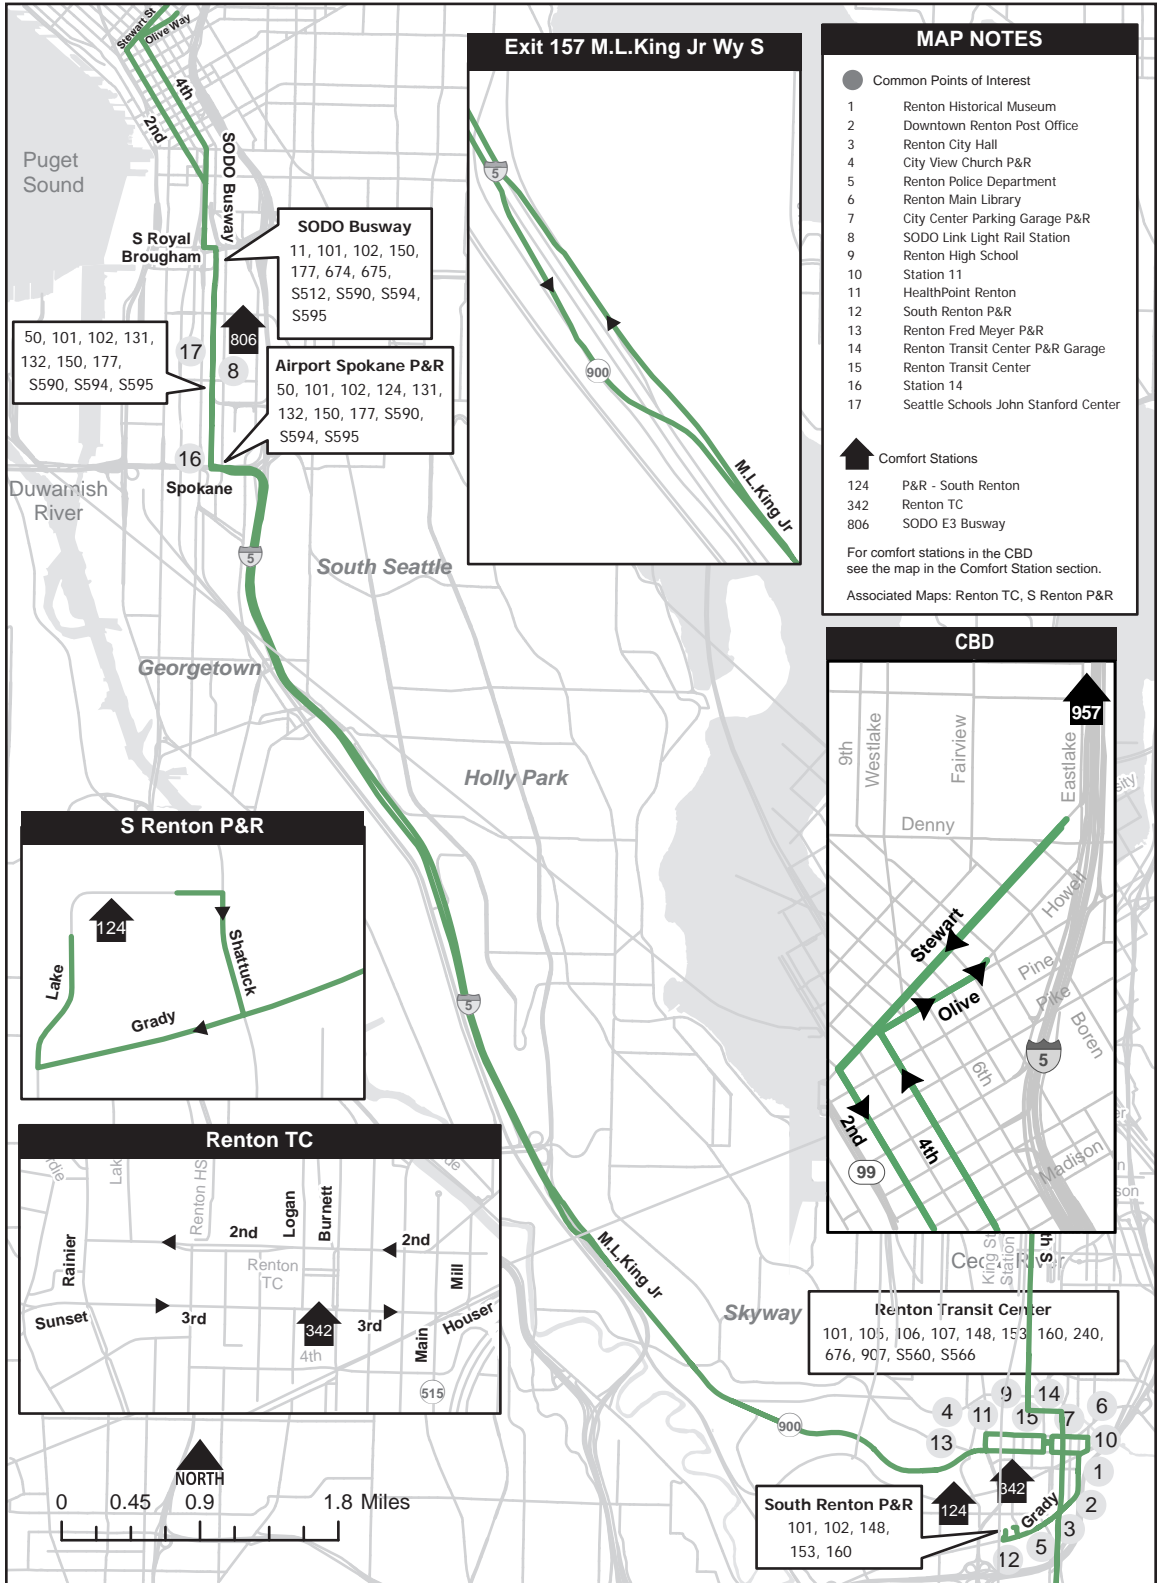 Stewart St
Olive Way
4th
2nd
SODO Busway
Puget
Sound
S Royal
Brougham
SODO Busway
11, 101, 102, 150,
177, 674, 675,
S512, S590, S594,
S595
806
50, 101, 102, 131,
132, 150, 177,
S590, S594, S595
17
8
Airport Spokane P&R
50, 101, 102, 124, 131,
132, 150, 177, S590,
S594, S595
16
Spokane
Duwamish
River
5
South Seattle
Georgetown
Holly Park
5
Exit 157 M.L.King Jr Wy S
5
900
M.L.King Jr
MAP NOTES
Common Points of Interest
1 Renton Historical Museum
2 Downtown Renton Post Office
3 Renton City Hall
4 City View Church P&R
5 Renton Police Department
6 Renton Main Library
7 City Center Parking Garage P&R
8 SODO Link Light Rail Station
9 Renton High School
10 Station 11
11 HealthPoint Renton
12 South Renton P&R
13 Renton Fred Meyer P&R
14 Renton Transit Center P&R Garage
15 Renton Transit Center
16 Station 14
17 Seattle Schools John Stanford Center
Comfort Stations
124 P&R - South Renton
342 Renton TC
806 SODO E3 Busway
For comfort stations in the CBD
see the map in the Comfort Station section.
Associated Maps: Renton TC, S Renton P&R
CBD
957
9th
Westlake
Fairview
Eastlake
sity
Denny
Howell
Stewart
Pine
Olive
Pike
Boren
6th
5
2nd
4th
99
Madison
son
S Renton P&R
124
Lake
Shattuck
Grady
Renton TC
rdie
Lak
Renton HS
Logan
Burnett
de
2nd
2nd
Rainier
Renton
TC
Mill
Sunset
3rd
342
3rd
Houser
4th
Main
515
M.L,King Jr
Skyway
King St
Station
th S
Renton Transit Center
101, 105, 106, 107, 148, 153, 160, 240,
676, 907, S560, S566
900
9
14
4
11
15
7
6
13
10
342
1
124
Grady
2
3
5
12
South Renton P&R
101, 102, 148,
153, 160
NORTH
0 0.45 0.9 1.8 Miles